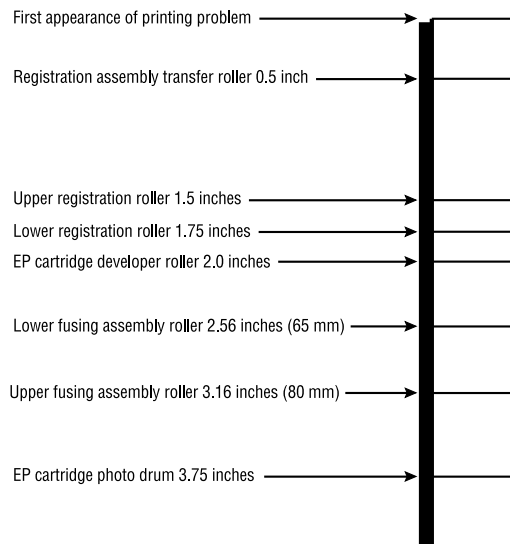 First appearance of printing problem
Registration assembly transfer roller 0.5 inch
Upper registration roller 1.5 inches
Lower registration roller 1.75 inches
EP cartridge developer roller 2.0 inches
Lower fusing assembly roller 2.56 inches (65 mm)
Upper fusing assembly roller 3.16 inches (80 mm)
EP cartridge photo drum 3.75 inches